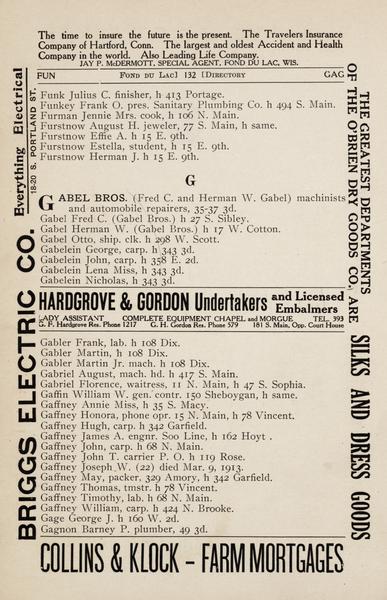 The time to insure the future is the present. The Travelers Insurance
Company of Hartford, Conn. The largest and oldest Accident and Health
Company in the world. Also Leading Life Company.
JAY P. McDERMOTT, SPECIAL AGENT, FOND DU LAC, WIS.
FUN FOND DU LAC] 132 [DIRECTORY GAG
Funk Julius C. finisher, h 413 Portage.
Funkey Frank O. pres. Sanitary Plumbing Co. h 494 S. Main.
Furman Jennie Mrs. cook, h 106 N. Main.
Furstnow August H. jeweler, 77 S. Main, h same.
Furstnow Effie A. h 15 E. 9th.
Furstnow Estella, student, h 15 E. 9th.
Furstnow Herman J. h 15 E. 9th.
G
GABEL BROS. (Fred C. and Herman W. Gabel) machinists
and automobile repairers, 35-37 3d.
Gabel Fred C. (Gabel Bros.) h 27 S. Sibley.
Gabel Herman W. (Gabel Bros.) h 17 W. Cotton.
Gabel Otto, ship. clk. h 298 W. Scott.
Gabelein George, carp. h 343 3d.
Gabelein John, carp. h 358 E. 2d.
Gabelein Lena Miss, h 343 3d.
Gabelein Nicholas, h 343 3d.
HARDGROVE & GORDON Undertakers and Licensed Embalmers
LADY ASSISTANT COMPLETE EQUIPMENT CHAPEL and MORGUE TEL. 393
G. F. Hardgrove Res. Phone 1217 G. H. Gordon Res. Phone 579 181 S. Main, Opp. Court House
Gabler Frank, lab. h 108 Dix.
Gabler Martin, h 108 Dix.
Gabler Martin Jr. mach. h 108 Dix.
Gabriel August, mach. hd. h 417 S. Main.
Gabriel Florence, waitress, 11 N. Main, h 47 S. Sophia.
Gaffin William W. gen. contr. 150 Sheboygan, h same.
Gaffney Annie Miss, h 35 S. Macy.
Gaffney Honora, phone opr. 15 N. Main, h 78 Vincent.
Gaffney Hugh, carp. h 342 Garfield.
Gaffney James A. engnr. Soo Line, h 162 Hoyt .
Gaffney John, carp. h 68 N. Main.
Gaffney John T. carrier P. O. h 119 Rose.
Gaffney Joseph W. (22) died Mar. 9, 1913.
Gaffney May, packer, 329 Amory, h 342 Garfield.
Gaffney Thomas, tmstr. h 78 Vincent.
Gaffney Timothy, lab. h 68 N. Main.
Gaffney William, carp. h 424 N. Brooke.
Gage George J. h 160 W. 2d.
Gagnon Barney P. plumber, 49 3d.
COLLINS & KLOCK – FARM MORTGAGES
BRIGGS ELECTRIC CO. Everything Electrical
18-20 S. PORTLAND ST.
THE GREATEST DEPARTMENTS
OF THE O'BRIEN DRY GOODS CO., ARE SILKS AND DRESS GOODS